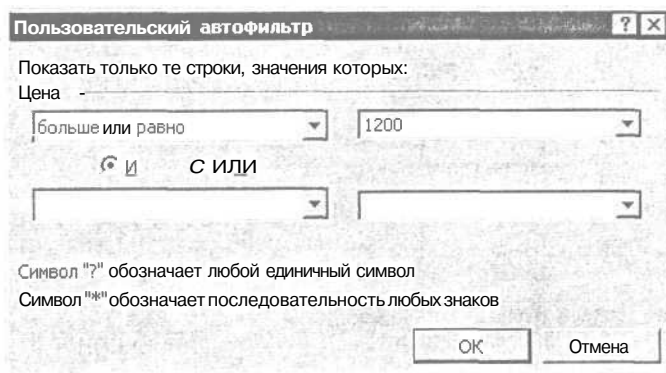 Пользовательский автофильтр
Показать только те строки, значения которых:
Цена
больше или равно 1200
И ИЛИ
Символ "?" обозначает любой единичный символ
Символ "*" обозначает последовательность любых знаков
OK Отмена